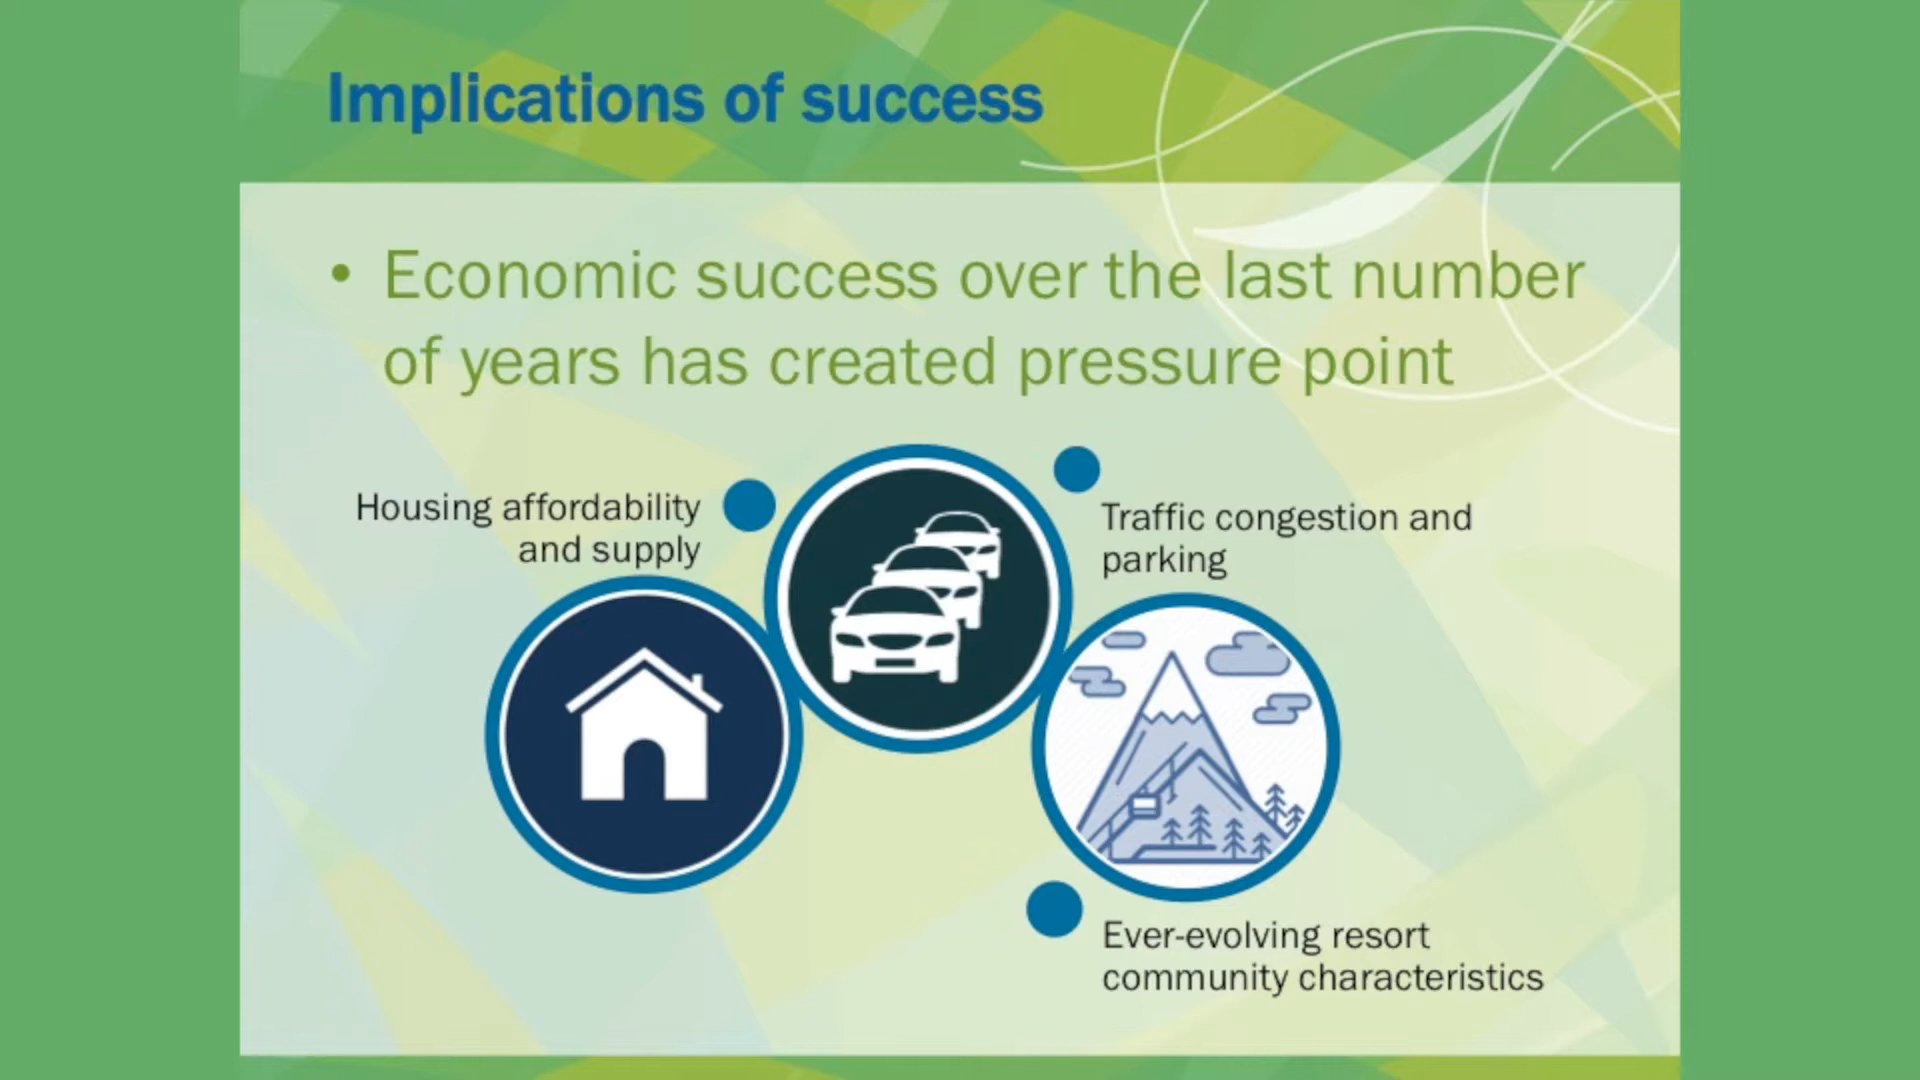 Implications of success
• Economic success over the last number
of years has created pressure point
Housing affordability
and supply
Traffic congestion and
parking
Ever-evolving resort
community characteristics